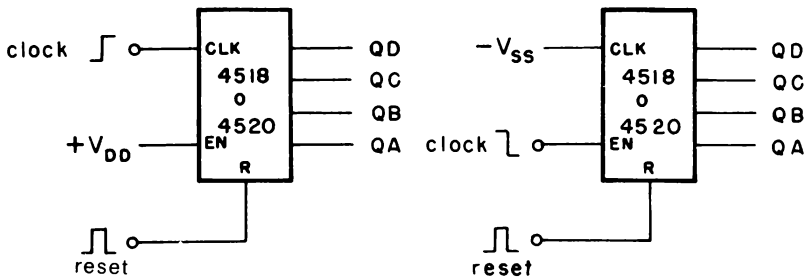 clock CLK QD
4518 QC
o
4520 QB
+VDD EN QA
R
reset
-VSS CLK QD
4518 QC
o
4520 QB
clock EN QA
R
reset